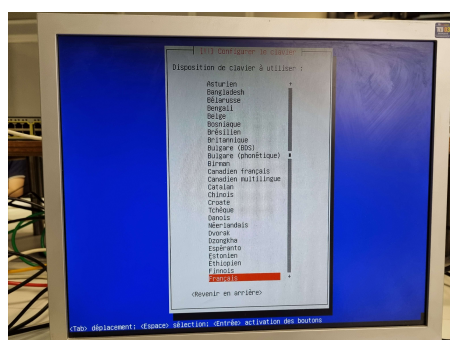 [!!] Configurer le clavier
Disposition de clavier à utiliser :
Asturien
Bangladesh
Bélarusse
Bengali
Belge
Bosniaque
Brésilien
Britannique
Bulgare (BDS)
Bulgare (phonétique)
Birman
Canadien français
Canadien multilingue
Catalan
Chinois
Croate
Tchèque
Danois
Néerlandais
Dvorak
Dzongkha
Espéranto
Estonien
Éthiopien
Finnois
Français
<Revenir en arrière>
<Tab> déplacement; <Espace> sélection; <Entrée> activation des boutons